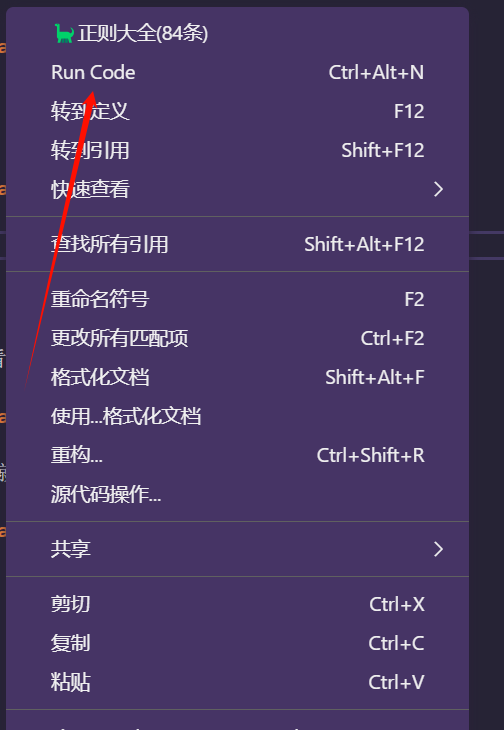 正则大全(84条)
Run Code Ctrl+Alt+N
转到定义 F12
转到引用 Shift+F12
快速查看
查找所有引用 Shift+Alt+F12
重命名符号 F2
更改所有匹配项 Ctrl+F2
格式化文档 Shift+Alt+F
使用...格式化文档
重构... Ctrl+Shift+R
源代码操作...
共享
剪切 Ctrl+X
复制 Ctrl+C
粘贴 Ctrl+V